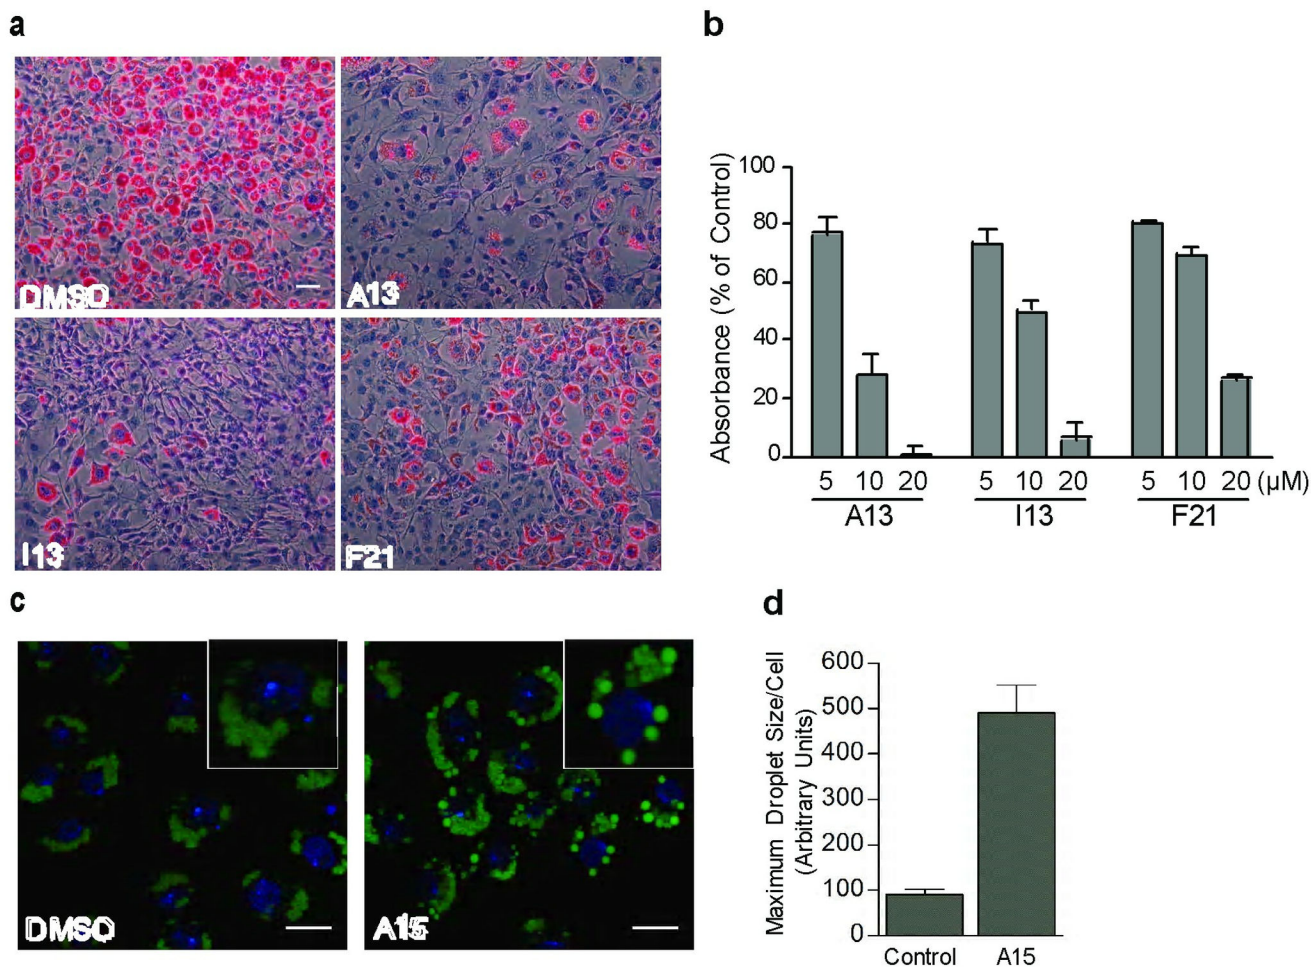 a
DMSO
A13
I13
F21
b
Absorbance (% of Control)
100
80
60
40
20
0
5 10 20 5 10 20 5 10 20 (µM)
A13 I13 F21
c
DMSO
A15
d
Maximum Droplet Size/Cell
(Arbitrary Units)
600
500
400
300
200
100
0
Control A15